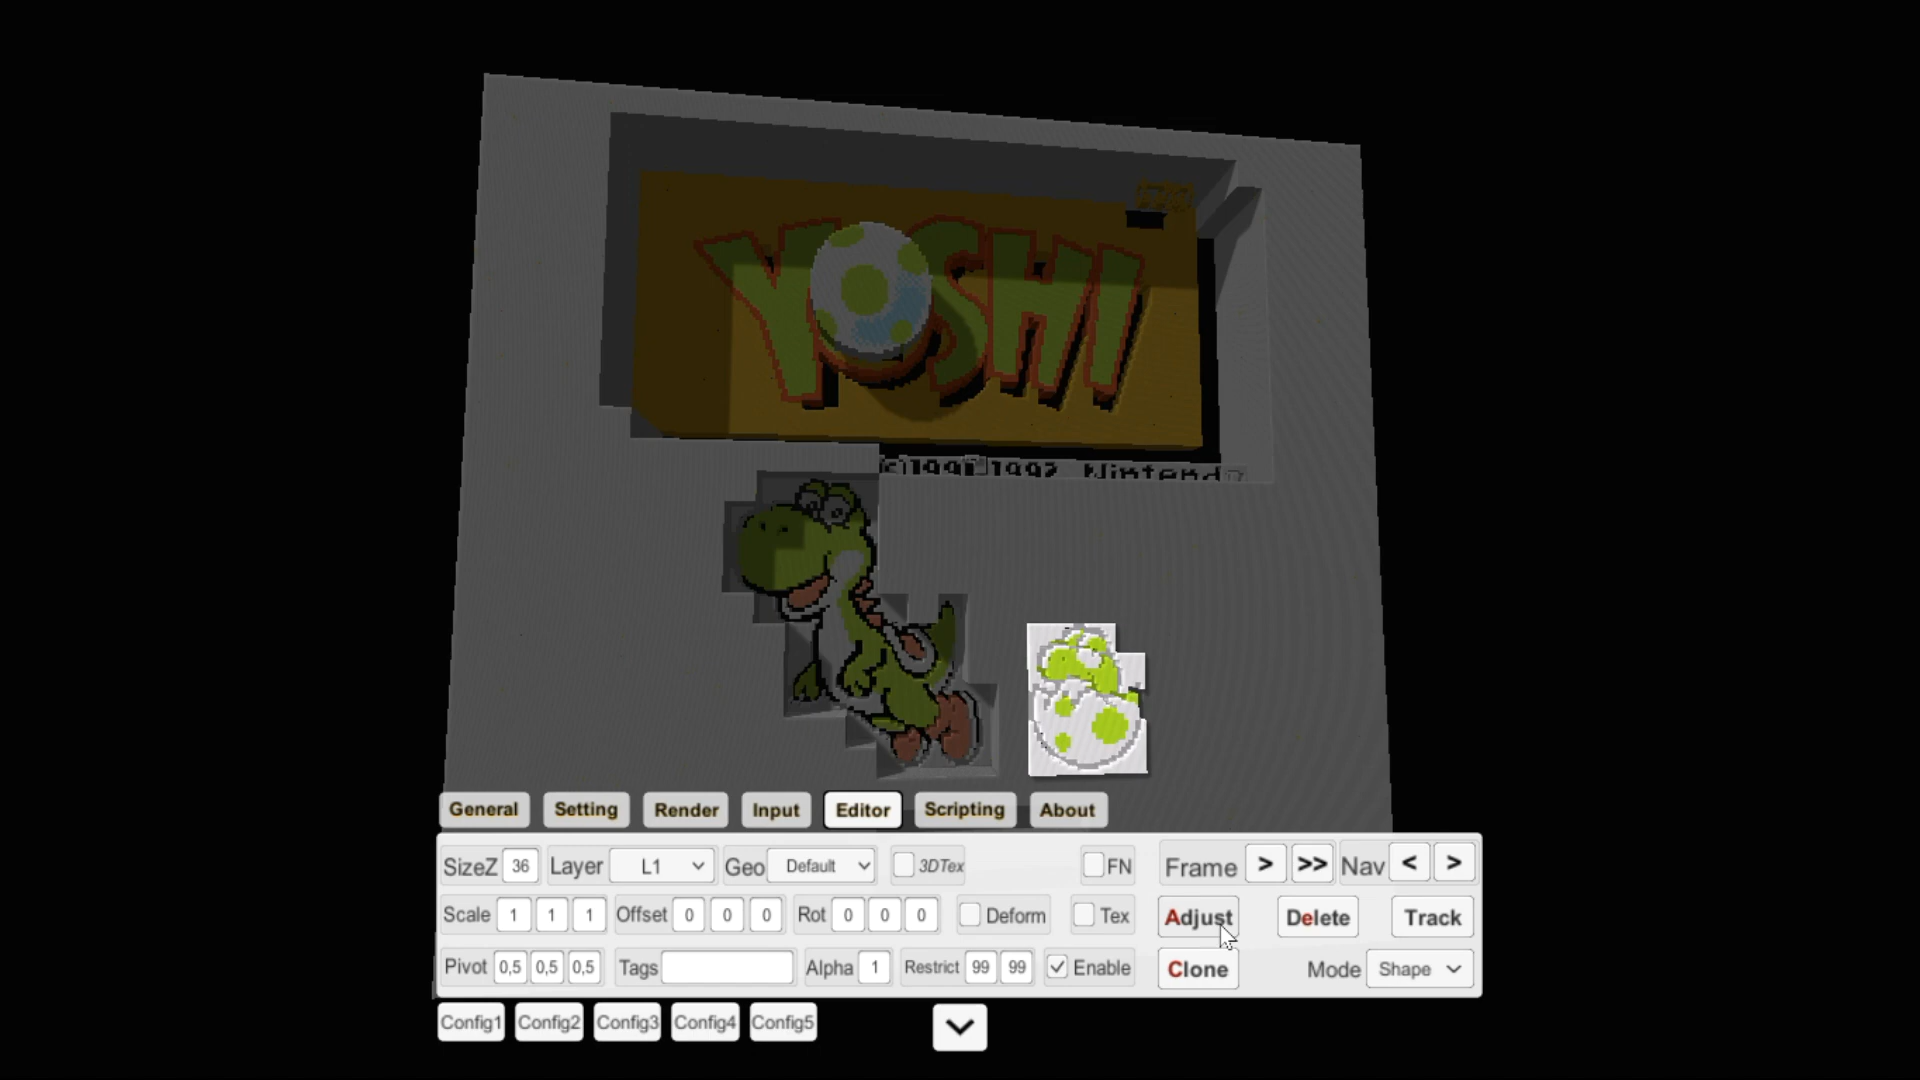 YOSHI
1992 Nintendo
General Setting Render Input Editor Scripting About
SizeZ 36 Layer L1 Geo Default 3DTex FN Frame > >> Nav < >
Scale 1 1 1 Offset 0 0 0 Rot 0 0 0 Deform Tex Adjust Delete Track
Pivot 0,5 0,5 0,5 Tags Alpha 1 Restrict 99 99 Enable Clone Mode Shape
Config1 Config2 Config3 Config4 Config5